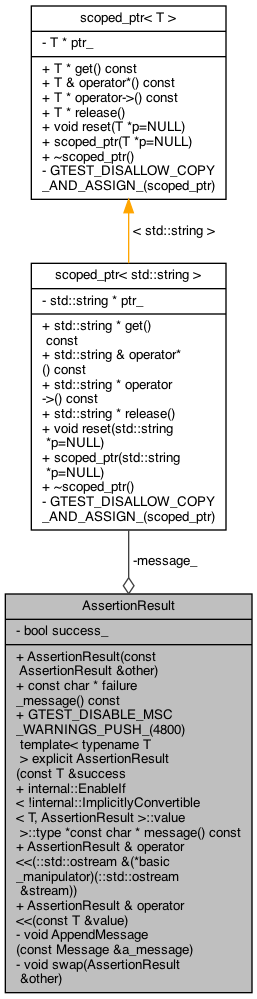 scoped_ptr< T >
- T * ptr_
+ T * get() const
+ T & operator*() const
+ T * operator->() const
+ T * release()
+ void reset(T *p=NULL)
+ scoped_ptr(T *p=NULL)
+ ~scoped_ptr()
- GTEST_DISALLOW_COPY
_AND_ASSIGN_(scoped_ptr)
< std::string >
scoped_ptr< std::string >
- std::string * ptr_
+ std::string * get()
const
+ std::string & operator*
() const
+ std::string * operator
->() const
+ std::string * release()
+ void reset(std::string
*p=NULL)
+ scoped_ptr(std::string
*p=NULL)
+ ~scoped_ptr()
- GTEST_DISALLOW_COPY
_AND_ASSIGN_(scoped_ptr)
-message_
AssertionResult
- bool success_
+ AssertionResult(const
AssertionResult &other)
+ const char * failure
_message() const
+ GTEST_DISABLE_MSC
_WARNINGS_PUSH_(4800)
template< typename T
> explicit AssertionResult
(const T &success
+ internal::EnableIf
< !internal::ImplicitlyConvertible
< T, AssertionResult >::value
>::type *const char * message() const
+ AssertionResult & operator
<<(::std::ostream &(*basic
_manipulator)(::std::ostream
&stream))
+ AssertionResult & operator
<<(const T &value)
- void AppendMessage
(const Message &a_message)
- void swap(AssertionResult
&other)